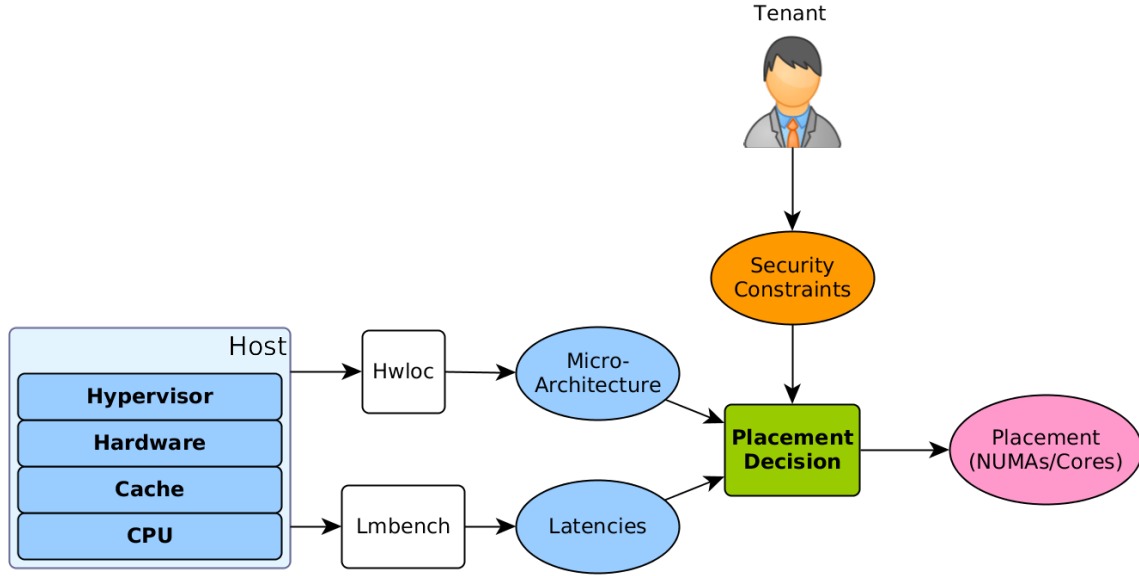 Tenant
Security
Constraints
Host
Hypervisor
Hardware
Cache
CPU
Hwloc
Micro-
Architecture
Lmbench
Latencies
Placement
Decision
Placement
(NUMAs/Cores)